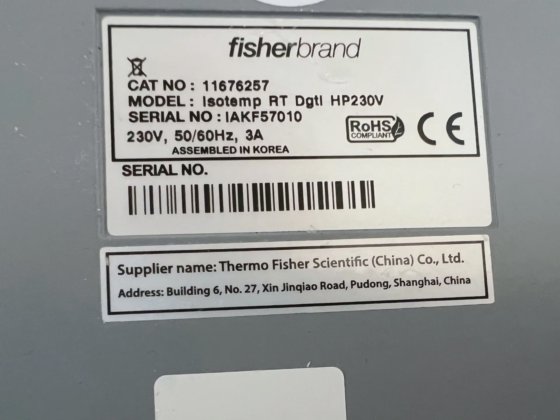 fisherbrand
CAT NO : 11676257
MODEL : Isotemp RT Dgtl HP230V
SERIAL NO : IAKF57010
230V, 50/60Hz, 3A
ASSEMBLED IN KOREA
RoHS
COMPLIANT
CE
SERIAL NO.
Supplier name: Thermo Fisher Scientific (China) Co., Ltd.
Address: Building 6, No. 27, Xin Jinqiao Road, Pudong, Shanghai, China